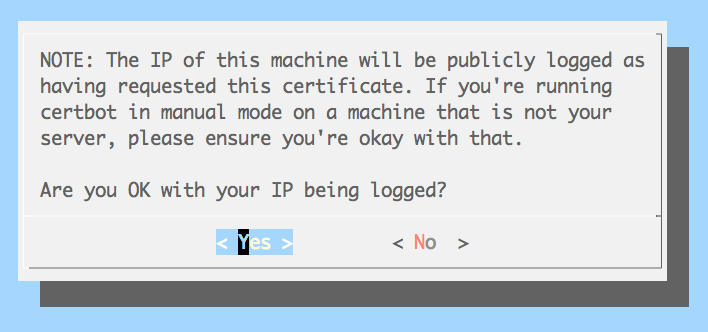 NOTE: The IP of this machine will be publicly logged as
having requested this certificate. If you're running
certbot in manual mode on a machine that is not your
server, please ensure you're okay with that.
Are you OK with your IP being logged?
< Yes > < No  >